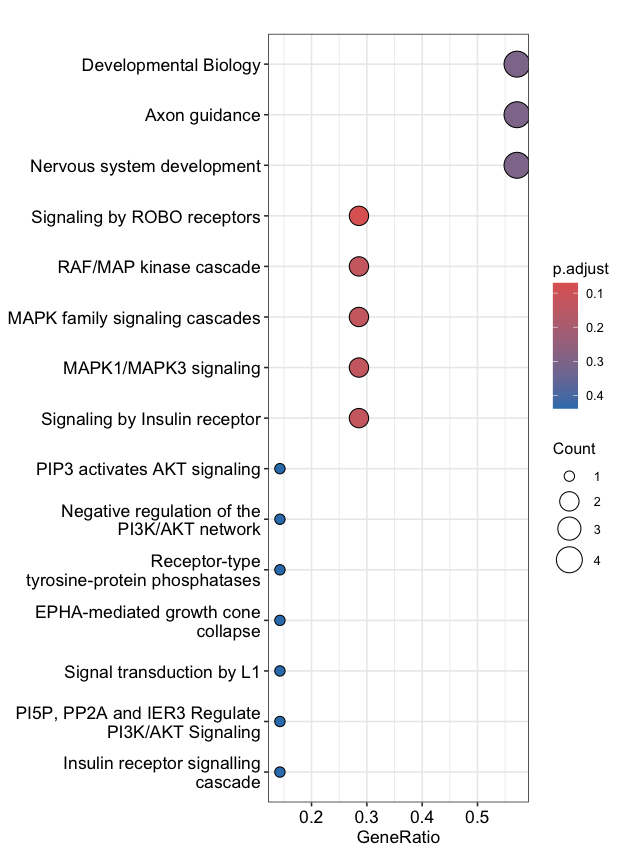 Developmental Biology
Axon guidance
Nervous system development
Signaling by ROBO receptors
RAF/MAP kinase cascade
MAPK family signaling cascades
MAPK1/MAPK3 signaling
Signaling by Insulin receptor
PIP3 activates AKT signaling
Negative regulation of the
PI3K/AKT network
Receptor-type
tyrosine-protein phosphatases
EPHA-mediated growth cone
collapse
Signal transduction by L1
PI5P, PP2A and IER3 Regulate
PI3K/AKT Signaling
Insulin receptor signalling
cascade
0.2 0.3 0.4 0.5
GeneRatio
p.adjust
0.1
0.2
0.3
0.4
Count
1
2
3
4